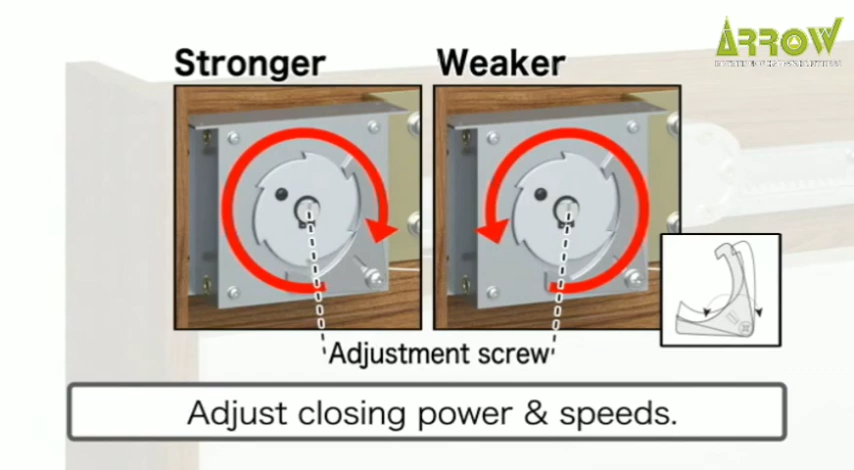 ARROW
Stronger
Weaker
Adjustment screw
Adjust closing power & speeds.